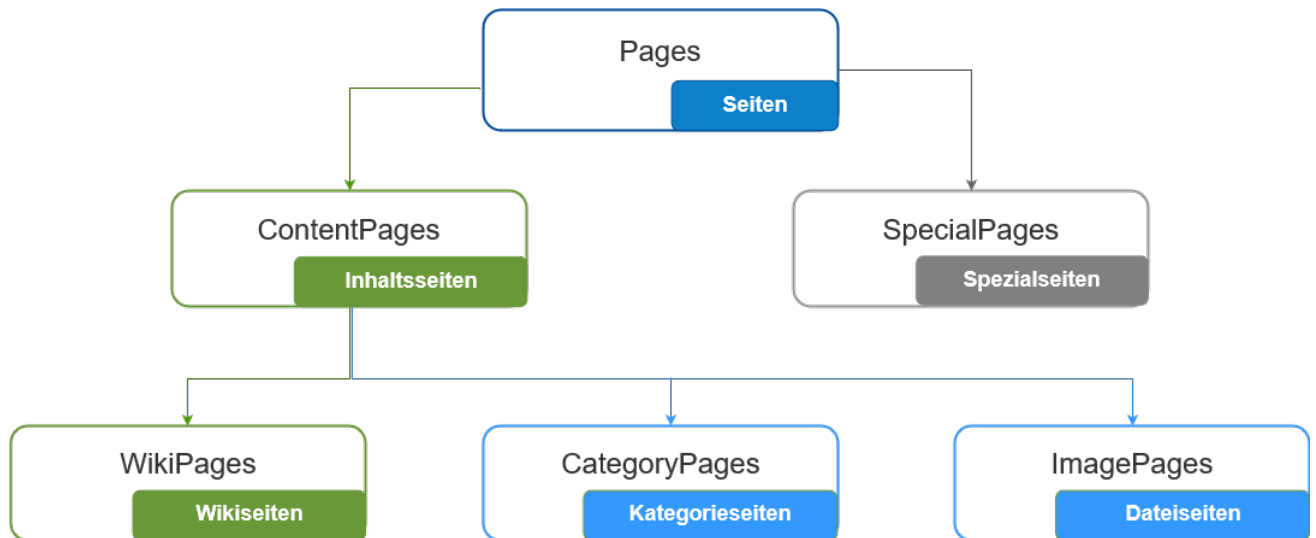 Pages
Seiten
ContentPages
Inhaltsseiten
SpecialPages
Spezialseiten
WikiPages
Wikiseiten
CategoryPages
Kategorieseiten
ImagePages
Dateiseiten